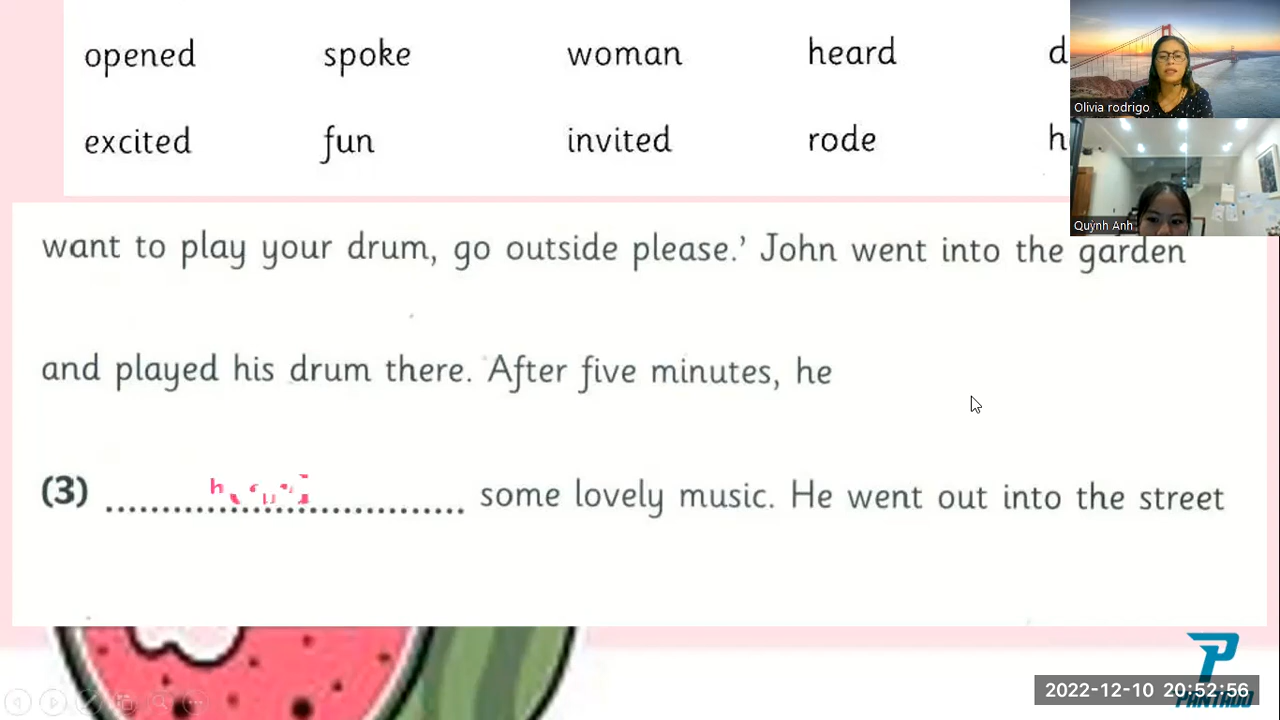 opened spoke woman heard d
Olivia rodrigo
excited fun invited rode h
Quỳnh Anh
want to play your drum, go outside please.' John went into the garden
and played his drum there. After five minutes, he
(3) ................................ some lovely music. He went out into the street
2022-12-10 20:52:56
PANTADO